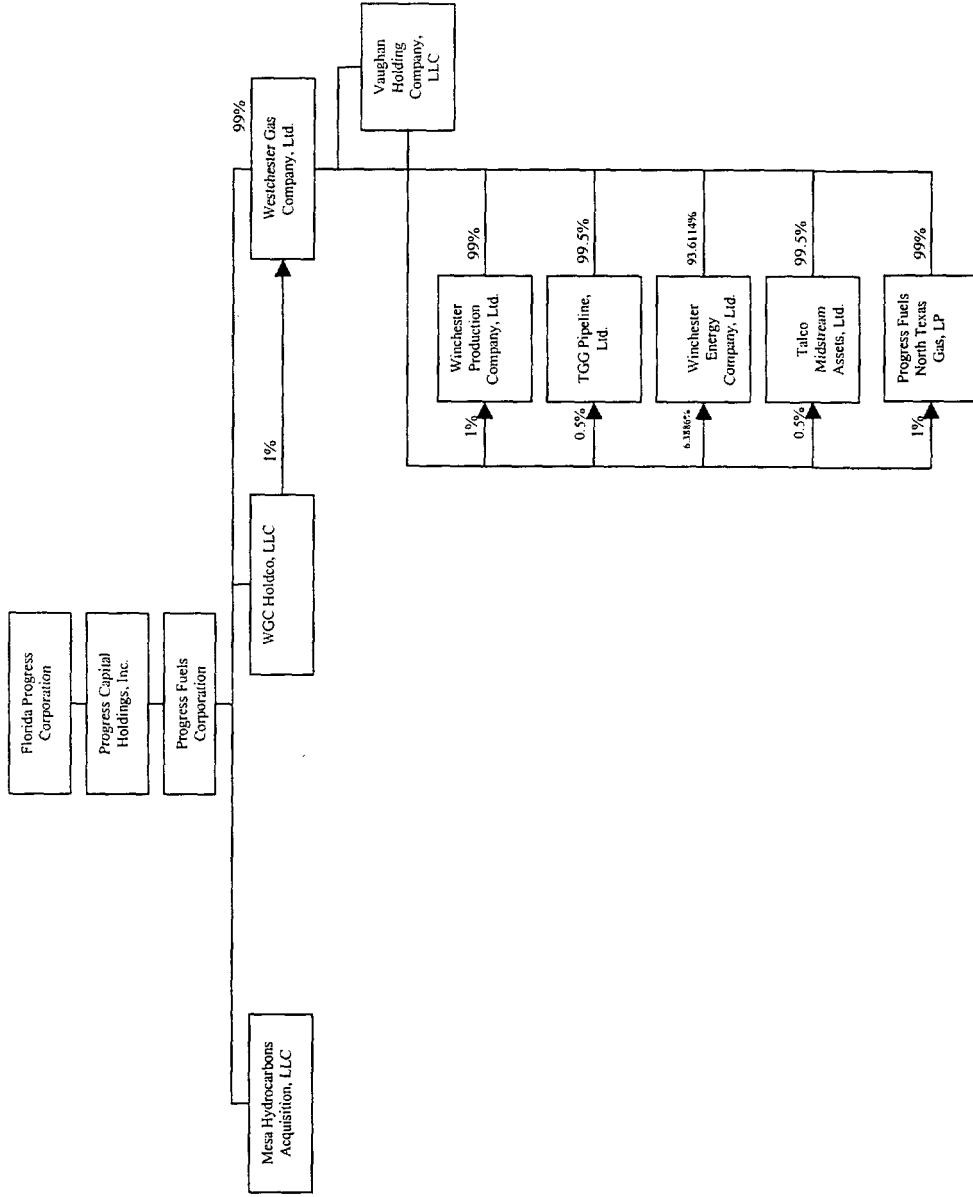 Florida Progress
Corporation
Progress Capital
Holdings, Inc.
Progress Fuels
Corporation
Mesa Hydrocarbons
Acquisition, LLC
WGC Holdco, LLC
1%
99%
Westchester Gas
Company, Ltd.
Vaughan
Holding
Company,
LLC
1%
Winchester
Production
Company, Ltd.
99%
0.5%
TGG Pipeline,
Ltd.
99.5%
6.3886%
Winchester
Energy
Company, Ltd.
93.6114%
0.5%
Talco
Midstream
Assets, Ltd.
99.5%
1%
Progress Fuels
North Texas
Gas, LP
99%